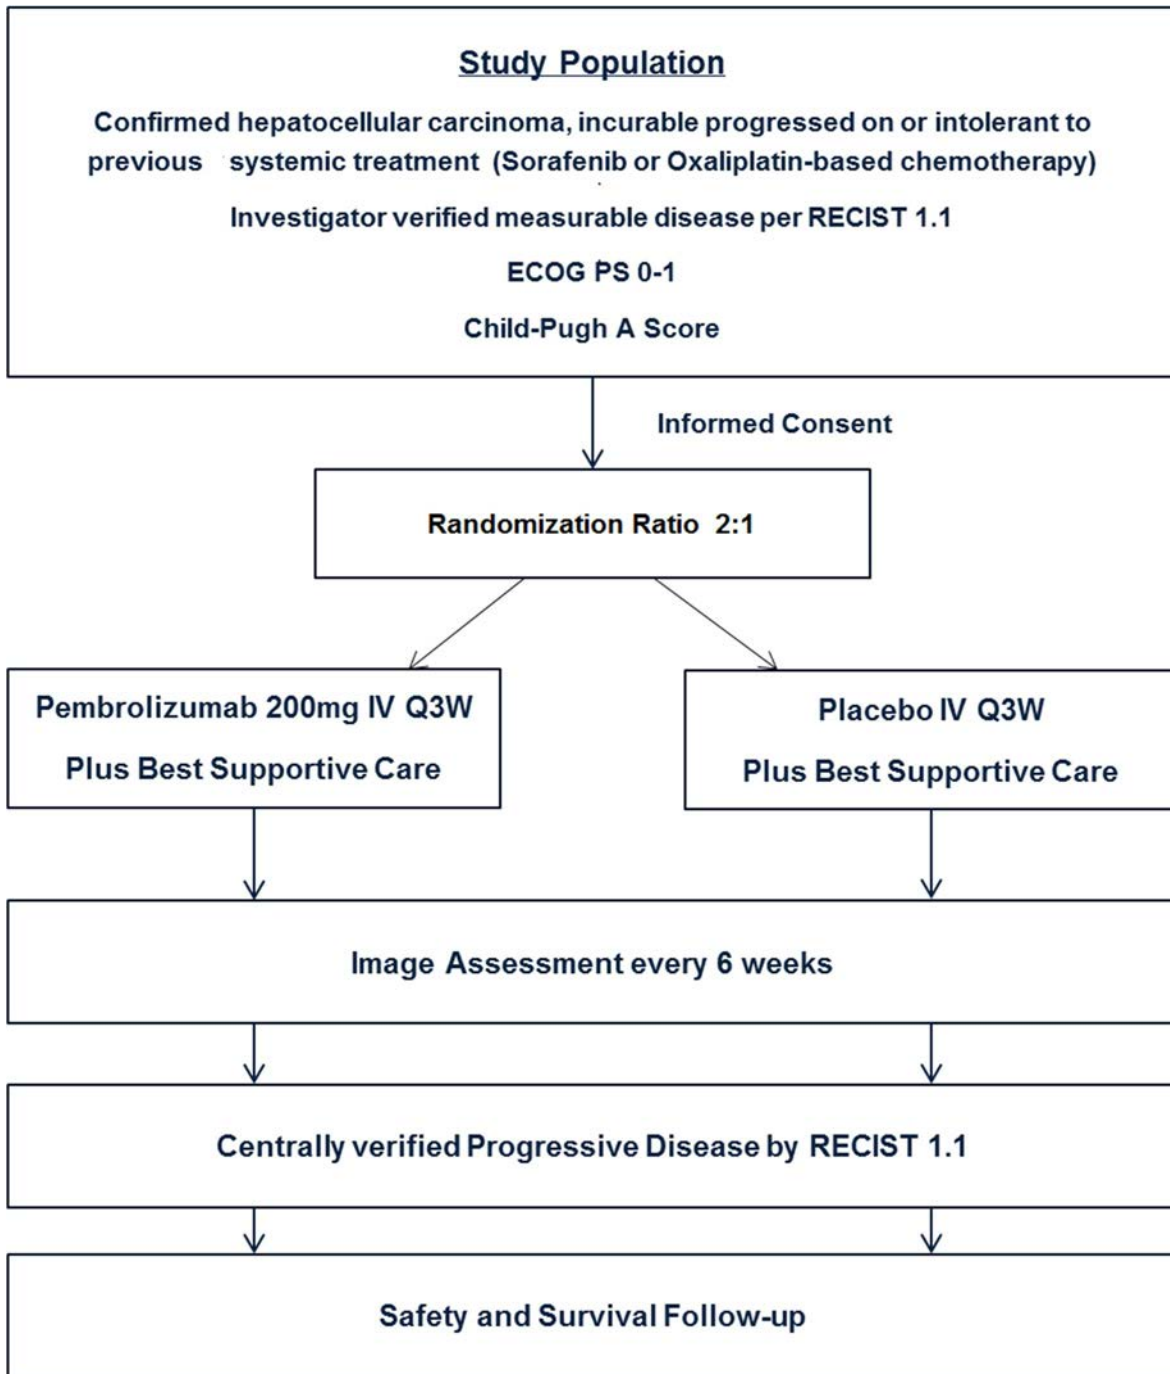 Study Population
Confirmed hepatocellular carcinoma, incurable progressed on or intolerant to
previous systemic treatment (Sorafenib or Oxaliplatin-based chemotherapy)
Investigator verified measurable disease per RECIST 1.1
ECOG PS 0-1
Child-Pugh A Score
Informed Consent
Randomization Ratio 2:1
Pembrolizumab 200mg IV Q3W
Plus Best Supportive Care
Placebo IV Q3W
Plus Best Supportive Care
Image Assessment every 6 weeks
Centrally verified Progressive Disease by RECIST 1.1
Safety and Survival Follow-up